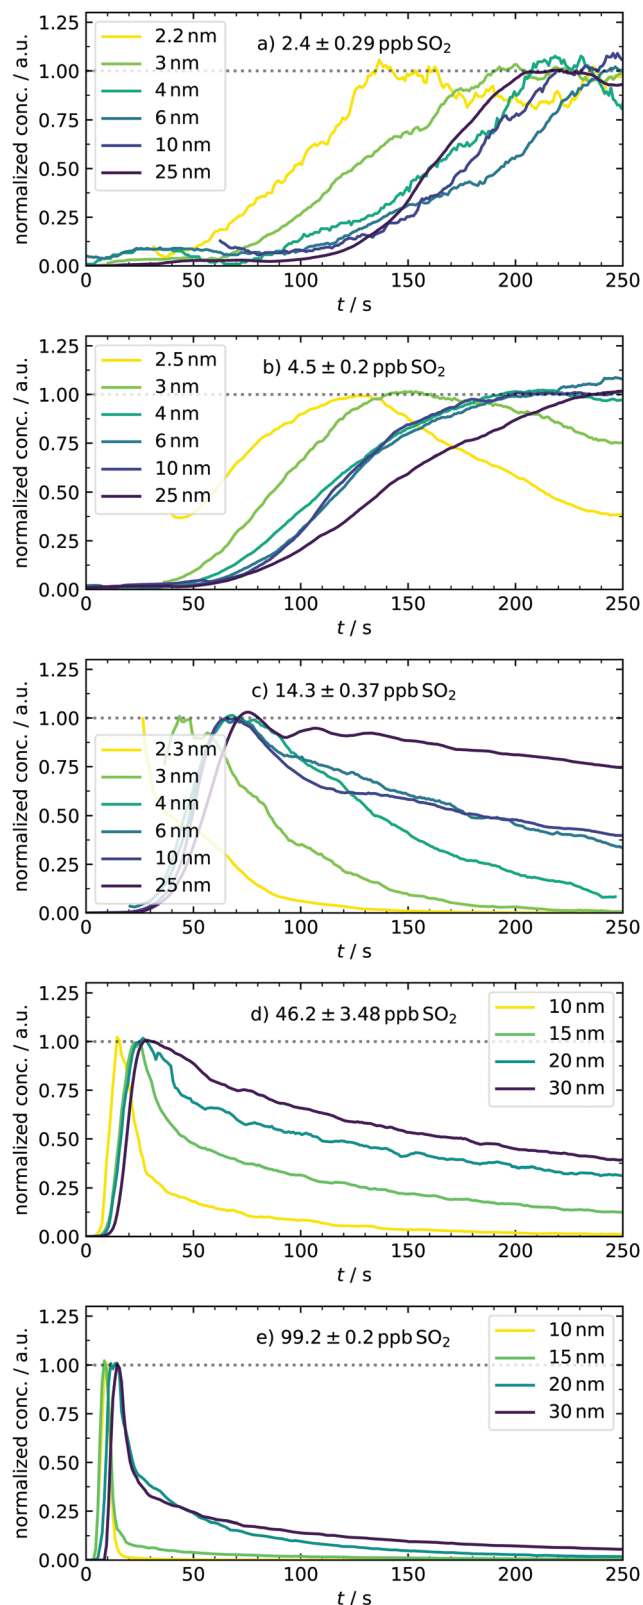 normalized conc. / a.u.
1.25
1.00
0.75
0.50
0.25
0.00
a) 2.4 ± 0.29 ppb SO₂
2.2 nm
3 nm
4 nm
6 nm
10 nm
25 nm
0 50 100 150 200 250
t / s
normalized conc. / a.u.
1.25
1.00
0.75
0.50
0.25
0.00
b) 4.5 ± 0.2 ppb SO₂
2.5 nm
3 nm
4 nm
6 nm
10 nm
25 nm
0 50 100 150 200 250
t / s
normalized conc. / a.u.
1.25
1.00
0.75
0.50
0.25
0.00
c) 14.3 ± 0.37 ppb SO₂
2.3 nm
3 nm
4 nm
6 nm
10 nm
25 nm
0 50 100 150 200 250
t / s
normalized conc. / a.u.
1.25
1.00
0.75
0.50
0.25
0.00
d) 46.2 ± 3.48 ppb SO₂
10 nm
15 nm
20 nm
30 nm
0 50 100 150 200 250
t / s
normalized conc. / a.u.
1.25
1.00
0.75
0.50
0.25
0.00
e) 99.2 ± 0.2 ppb SO₂
10 nm
15 nm
20 nm
30 nm
0 50 100 150 200 250
t / s